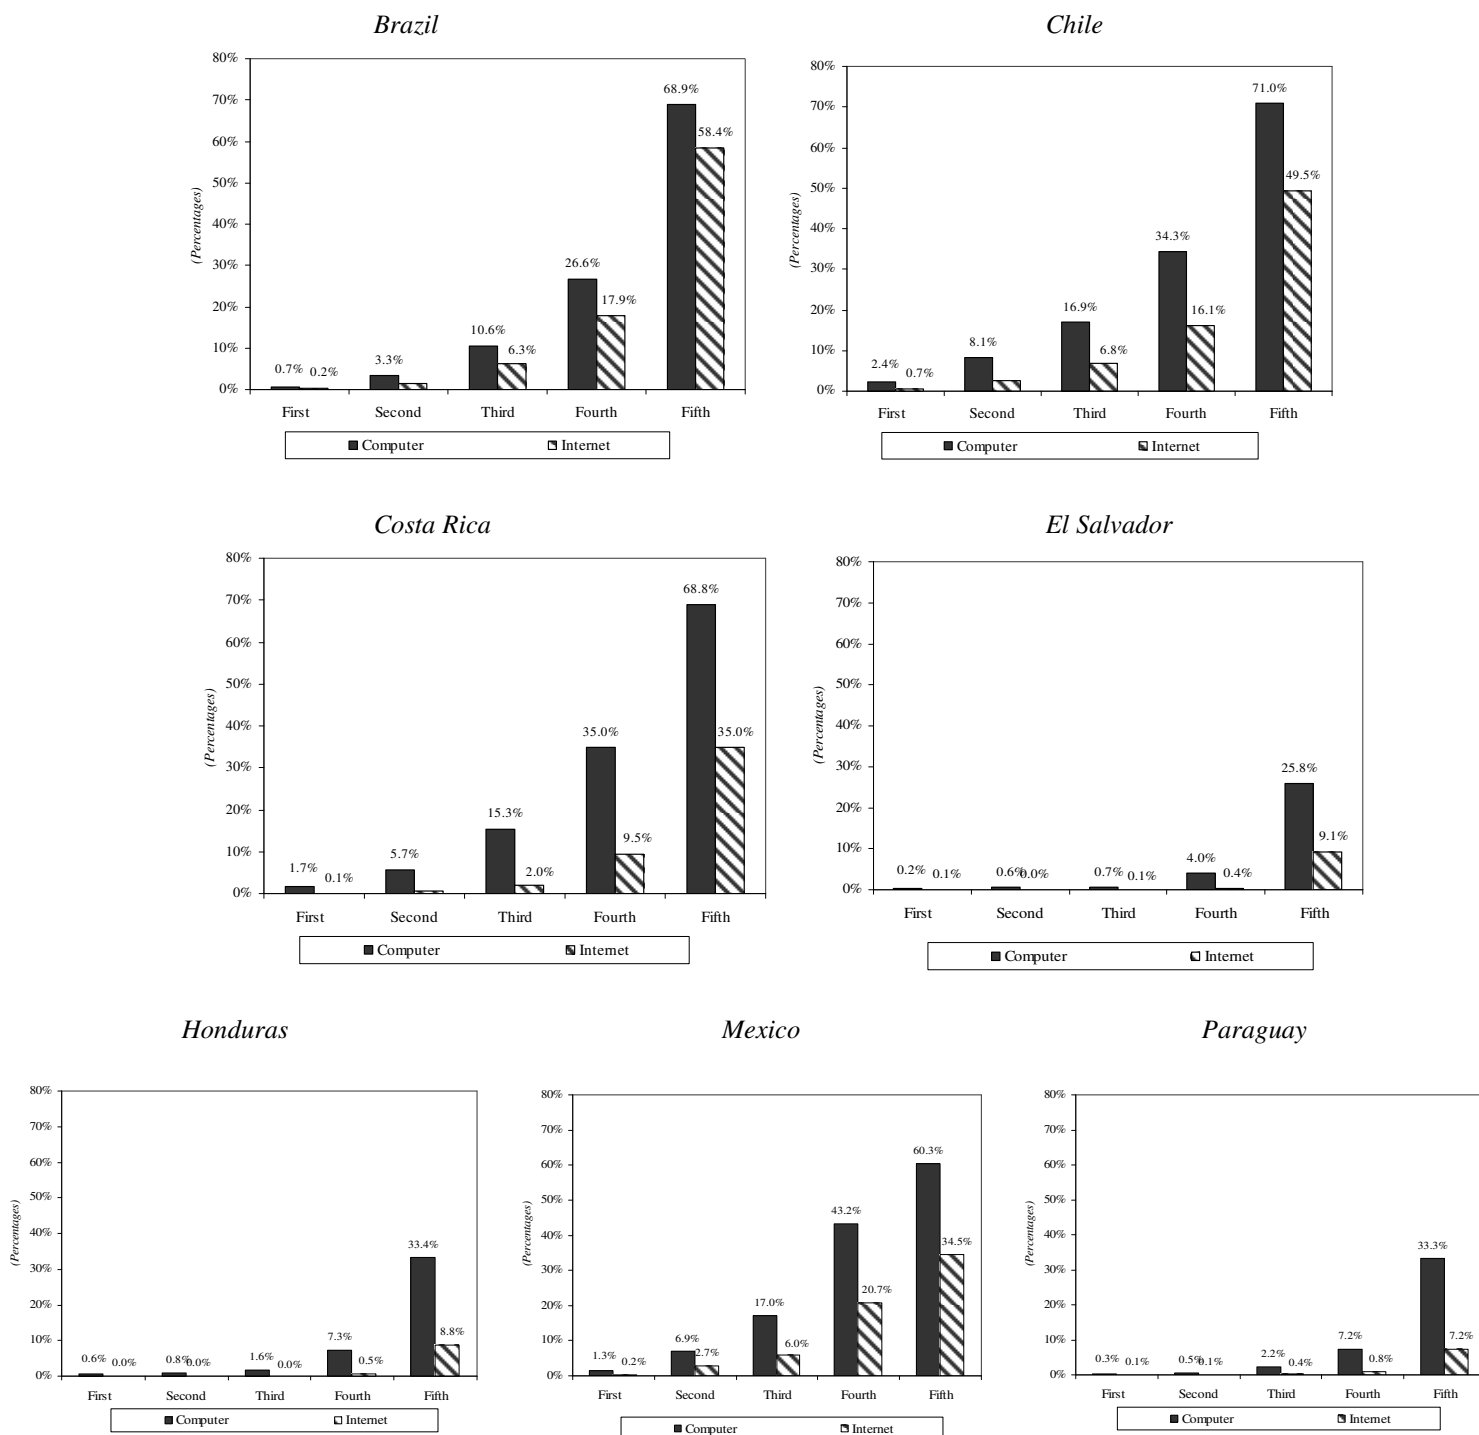 Brazil
80%
70%
60%
50%
40%
30%
20%
10%
0%
(Percentages)
0.7% 0.2% 3.3% 10.6% 6.3% 26.6% 17.9% 68.9% 58.4%
First Second Third Fourth Fifth
Computer Internet
Chile
80%
70%
60%
50%
40%
30%
20%
10%
0%
(Percentages)
2.4% 0.7% 8.1% 16.9% 6.8% 34.3% 16.1% 71.0% 49.5%
First Second Third Fourth Fifth
Computer Internet
Costa Rica
80%
70%
60%
50%
40%
30%
20%
10%
0%
(Percentages)
1.7% 0.1% 5.7% 15.3% 2.0% 35.0% 9.5% 68.8% 35.0%
First Second Third Fourth Fifth
Computer Internet
El Salvador
80%
70%
60%
50%
40%
30%
20%
10%
0%
(Percentages)
0.2% 0.1% 0.6% 0.0% 0.7% 0.1% 4.0% 0.4% 25.8% 9.1%
First Second Third Fourth Fifth
Computer Internet
Honduras
80%
70%
60%
50%
40%
30%
20%
10%
0%
(Percentages)
0.6% 0.0% 0.8% 0.0% 1.6% 0.0% 7.3% 0.5% 33.4% 8.8%
First Second Third Fourth Fifth
Computer Internet
Mexico
80%
70%
60%
50%
40%
30%
20%
10%
0%
(Percentages)
1.3% 0.2% 6.9% 2.7% 17.0% 6.0% 43.2% 20.7% 60.3% 34.5%
First Second Third Fourth Fifth
Computer Internet
Paraguay
80%
70%
60%
50%
40%
30%
20%
10%
0%
(Percentages)
0.3% 0.1% 0.5% 0.1% 2.2% 0.4% 7.2% 0.8% 33.3% 7.2%
First Second Third Fourth Fifth
Computer Internet